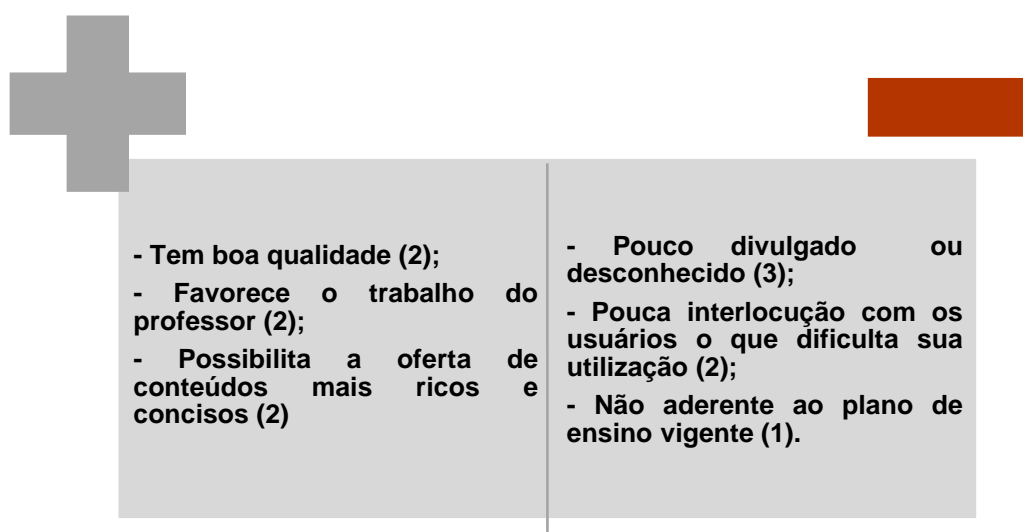 - Tem boa qualidade (2);
- Favorece o trabalho do
professor (2);
- Possibilita a oferta de
conteúdos mais ricos e
concisos (2)
- Pouco divulgado ou
desconhecido (3);
- Pouca interlocução com os
usuários o que dificulta sua
utilização (2);
- Não aderente ao plano de
ensino vigente (1).